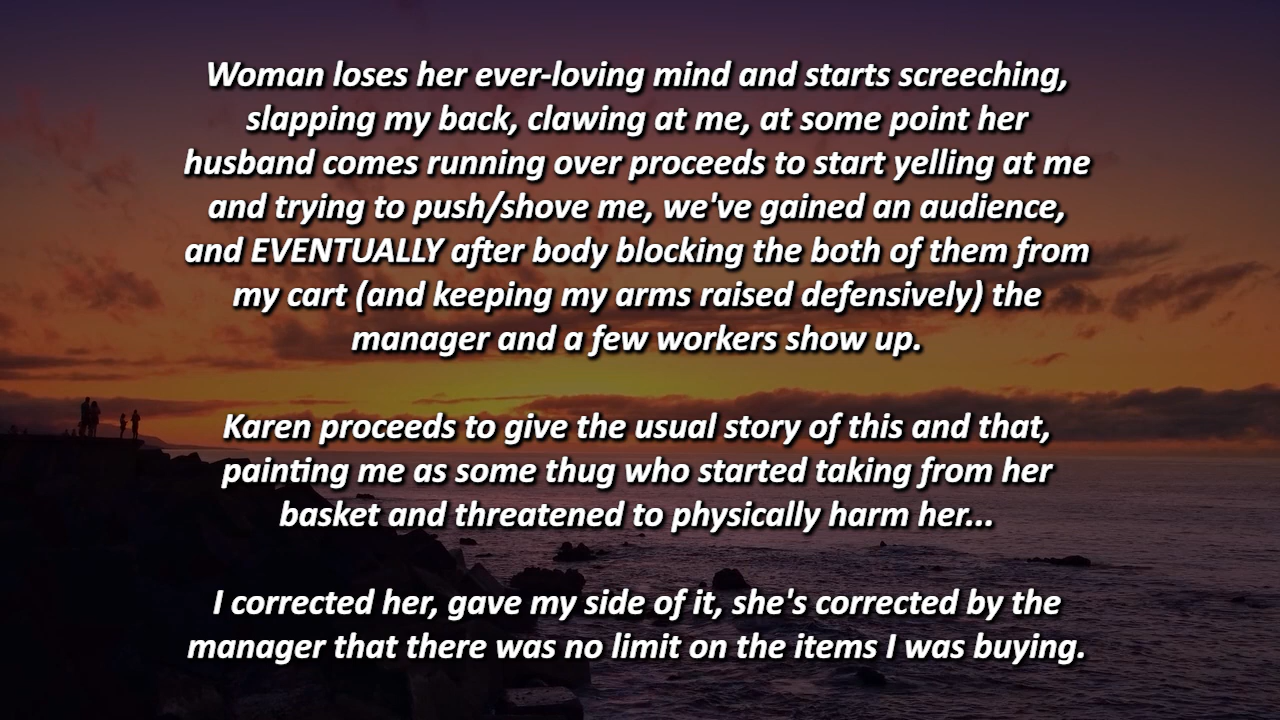 Woman loses her ever-loving mind and starts screeching,
slapping my back, clawing at me, at some point her
husband comes running over proceeds to start yelling at me
and trying to push/shove me, we've gained an audience,
and EVENTUALLY after body blocking the both of them from
my cart (and keeping my arms raised defensively) the
manager and a few workers show up.
Karen proceeds to give the usual story of this and that,
painting me as some thug who started taking from her
basket and threatened to physically harm her...
I corrected her, gave my side of it, she's corrected by the
manager that there was no limit on the items I was buying.